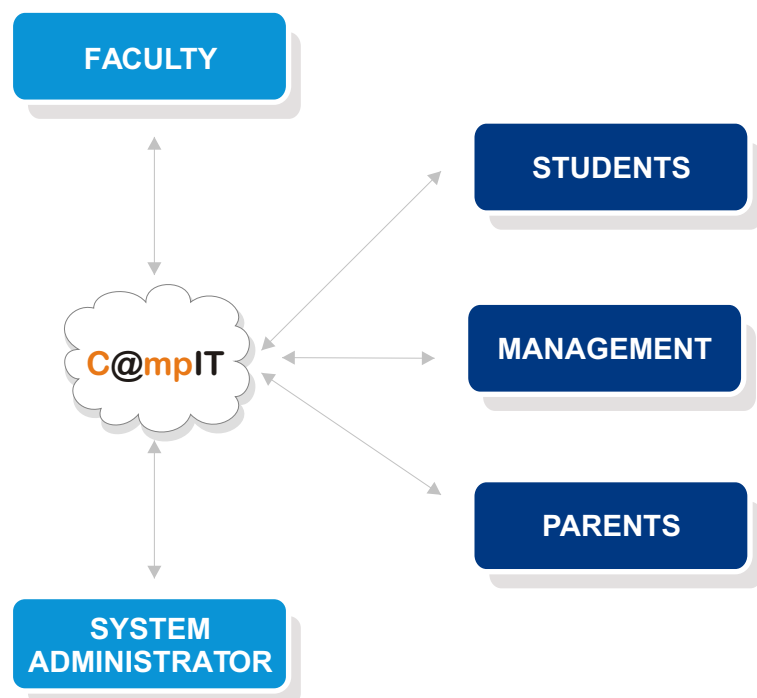 FACULTY
STUDENTS
C@mpIT
MANAGEMENT
PARENTS
SYSTEM
ADMINISTRATOR